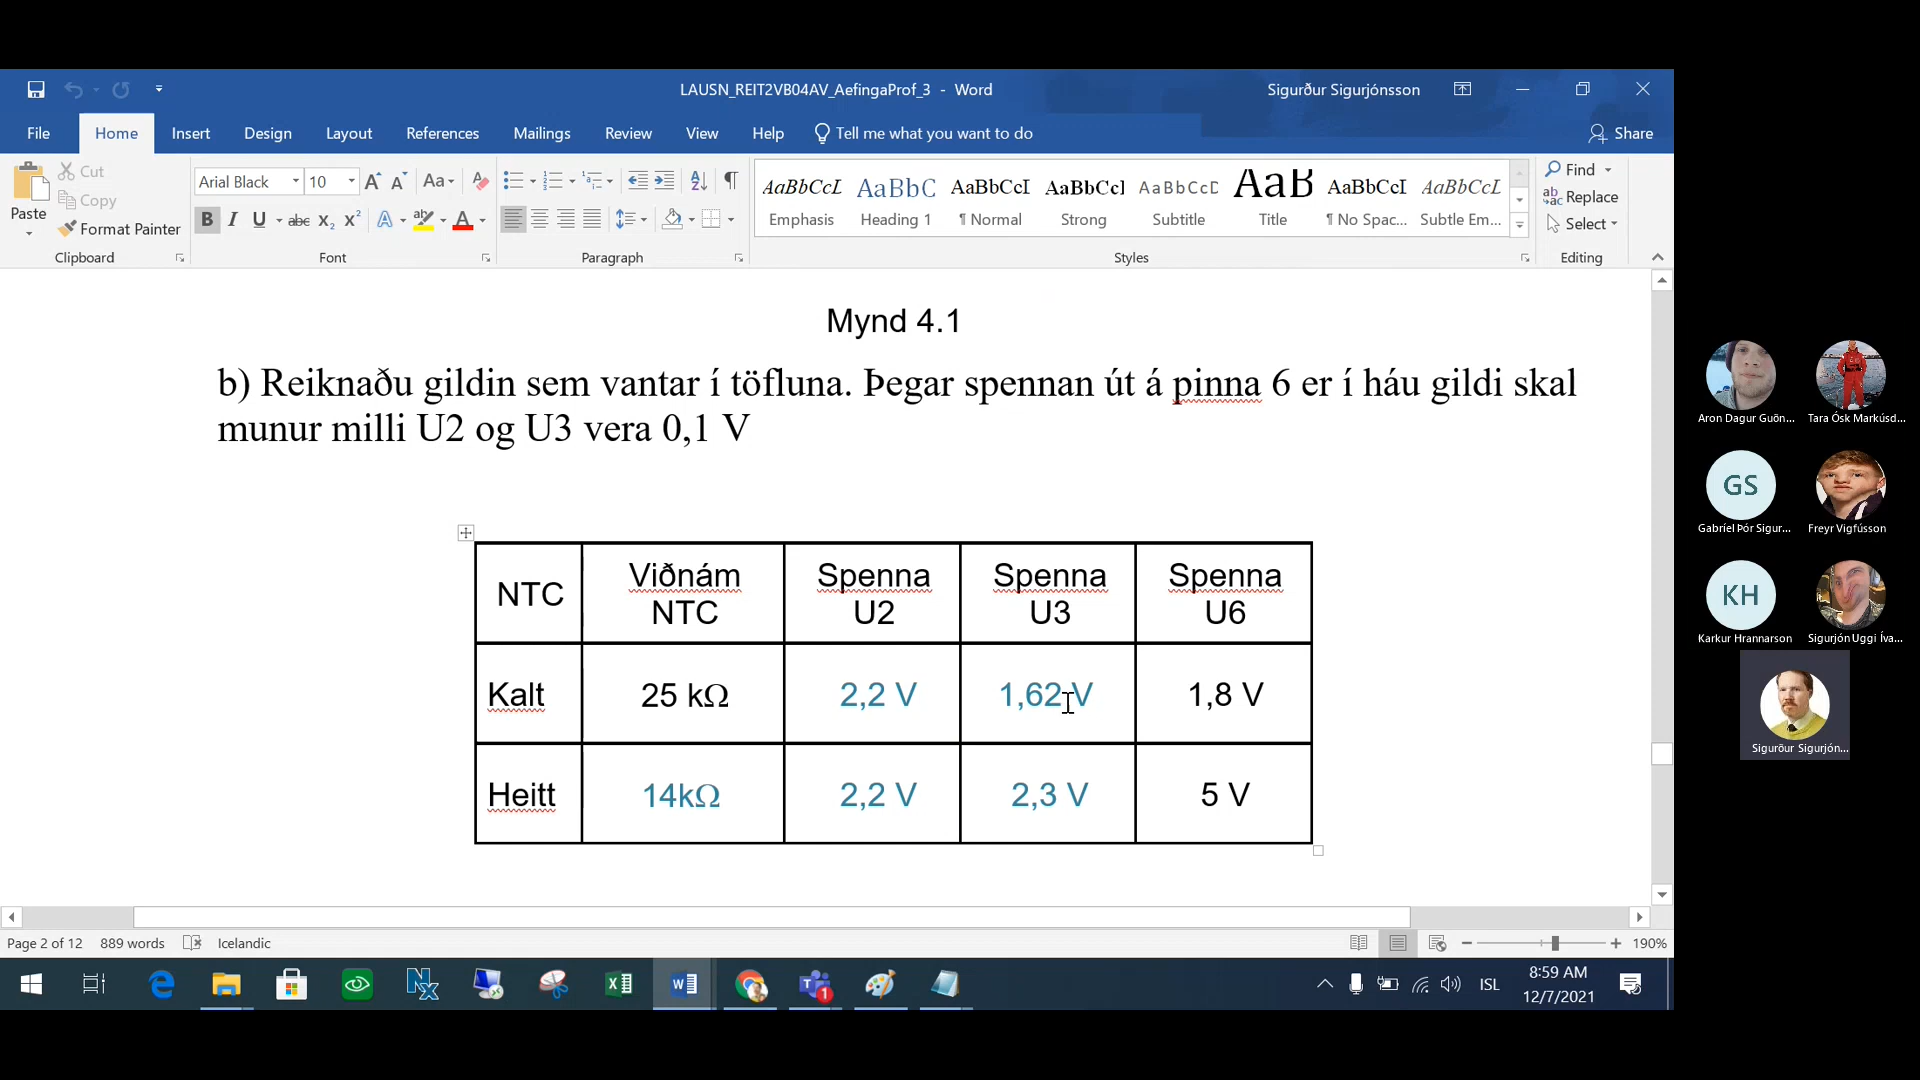 LAUSN_REIT2VB04AV_AefingaProf_3 - Word
Sigurður Sigurjónsson
File Home Insert Design Layout References Mailings Review View Help Tell me what you want to do Share
Paste
Cut
Copy
Format Painter
Clipboard
Arial Black 10
Font
Paragraph
AaBbCcL AaBbC AaBbCcI AaBbCcI AaBbCcD AaB AaBbCcI AaBbCcL
Emphasis Heading 1 ¶ Normal Strong Subtitle Title ¶ No Spac... Subtle Em...
Styles
Find
Replace
Select
Editing
Mynd 4.1
b) Reiknaðu gildin sem vantar í töfluna. Þegar spennan út á pinna 6 er í háu gildi skal
munur milli U2 og U3 vera 0,1 V
NTC Viðnám NTC Spenna U2 Spenna U3 Spenna U6
Kalt 25 kΩ 2,2 V 1,62 V 1,8 V
Heitt 14kΩ 2,2 V 2,3 V 5 V
Page 2 of 12 889 words Icelandic 190%
ISL 8:59 AM
12/7/2021
Aron Dagur Guðn... Tara Ósk Markúsd...
GS
Gabríel Þór Sigur... Freyr Vigfússon
KH
Karkur Hrannarson Sigurjón Uggi Íva...
Sigurður Sigurjón...